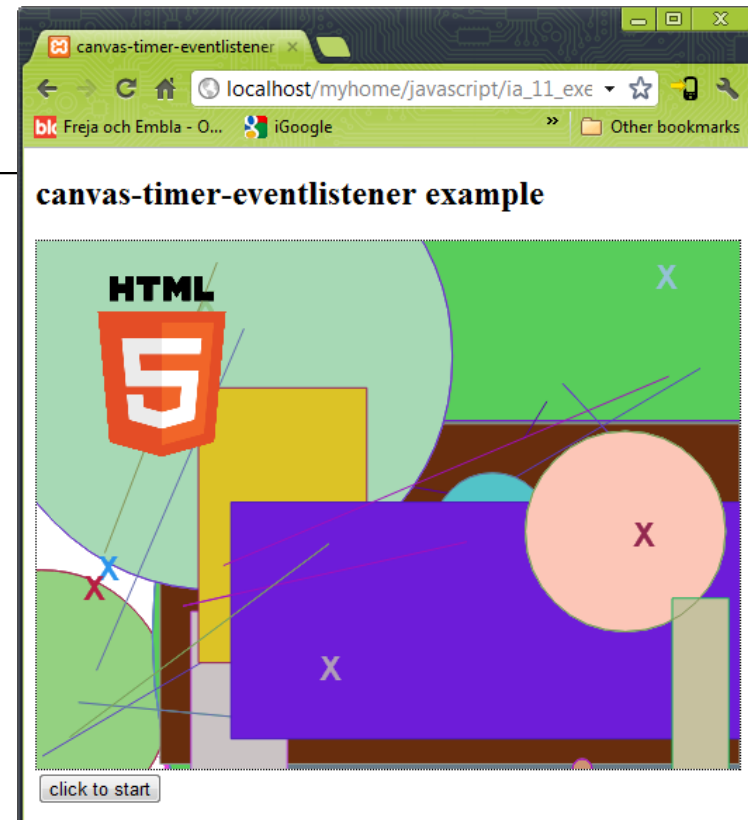 canvas-timer-eventlistener ×
localhost/myhome/javascript/ia_11_exe
blc Freja och Embla - O... iGoogle » Other bookmarks
canvas-timer-eventlistener example
X
HTML
5
X
X
X
X
click to start